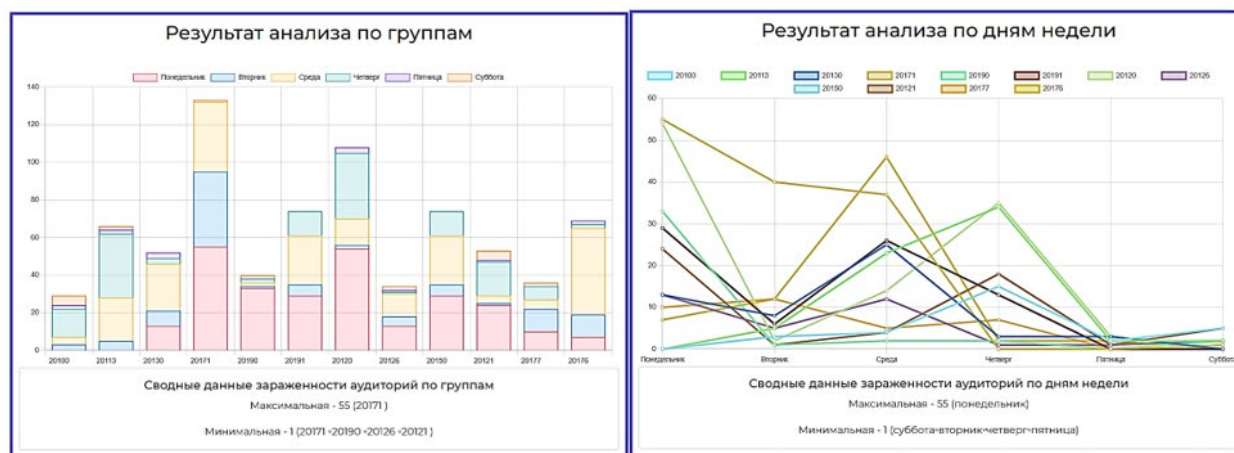 Результат анализа по группам
Понедельник Вторник Среда Четверг Пятница Суббота
140
120
100
80
60
40
20
0
20100 20113 20130 20171 20190 20191 20120 20126 20150 20121 20177 20176
Сводные данные зараженности аудиторий по группам
Максимальная - 55 (20171 )
Минимальная - 1 (20171 •20190 •20126 •20121 )
Результат анализа по дням недели
20100 20113 20130 20171 20190 20191 20120 20126
20150 20121 20177 20176
60
50
40
30
20
10
0
Понедельник Вторник Среда Четверг Пятница Суббота
Сводные данные зараженности аудиторий по дням недели
Максимальная - 55 (понедельник)
Минимальная - 1 (суббота•вторник•четверг•пятница)